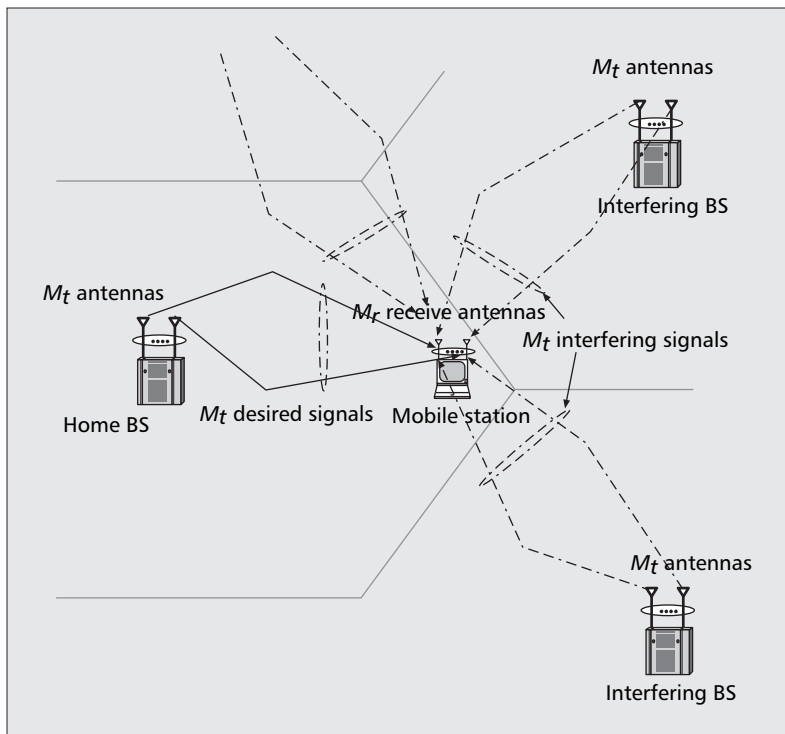 Mt antennas
Interfering BS
Mt antennas
Mr receive antennas
Mt interfering signals
Mt desired signals
Mobile station
Home BS
Mt antennas
Interfering BS